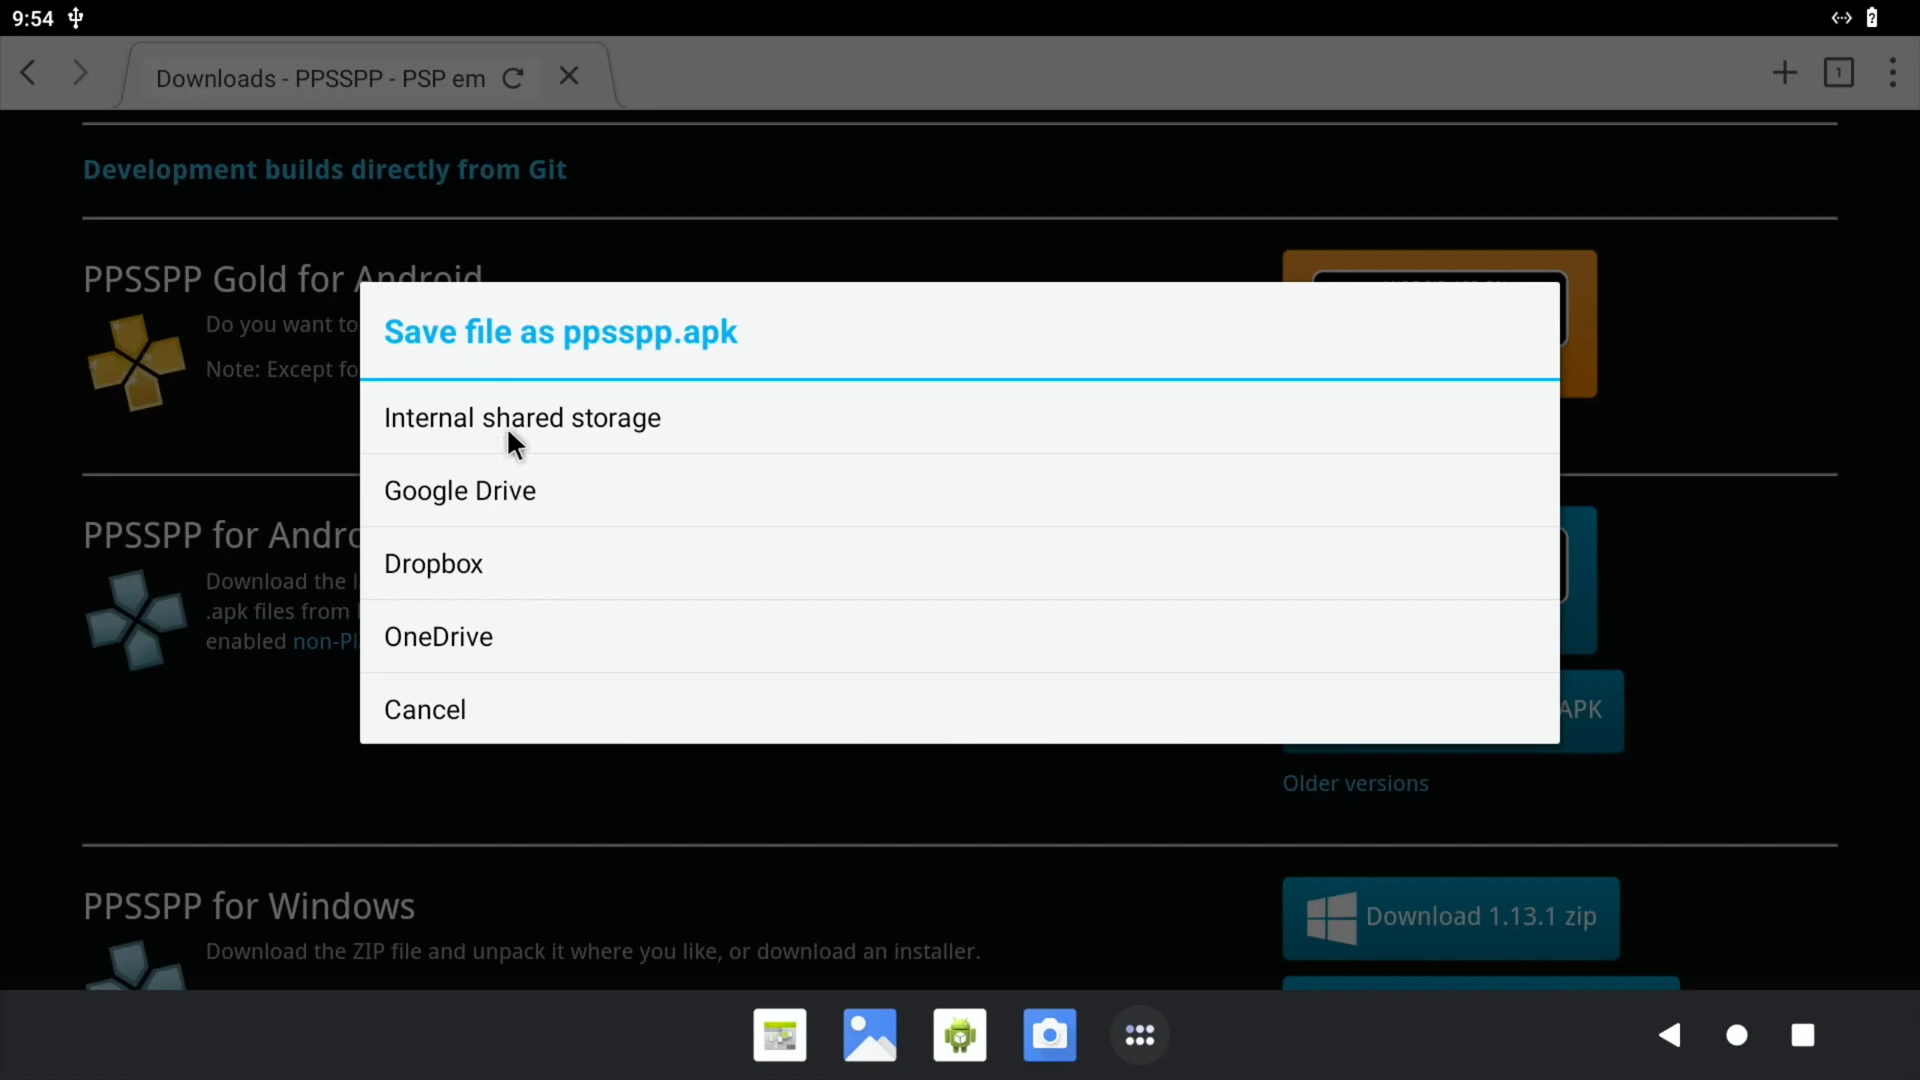 9:54
Downloads - PPSSPP - PSP em
1
Development builds directly from Git
PPSSPP Gold for Android
Do you want to
Note: Except fo
Save file as ppsspp.apk
Internal shared storage
Google Drive
Dropbox
OneDrive
Cancel
PPSSPP for Andro
Download the l
.apk files from
enabled non-Pl
APK
Older versions
PPSSPP for Windows
Download the ZIP file and unpack it where you like, or download an installer.
Download 1.13.1 zip